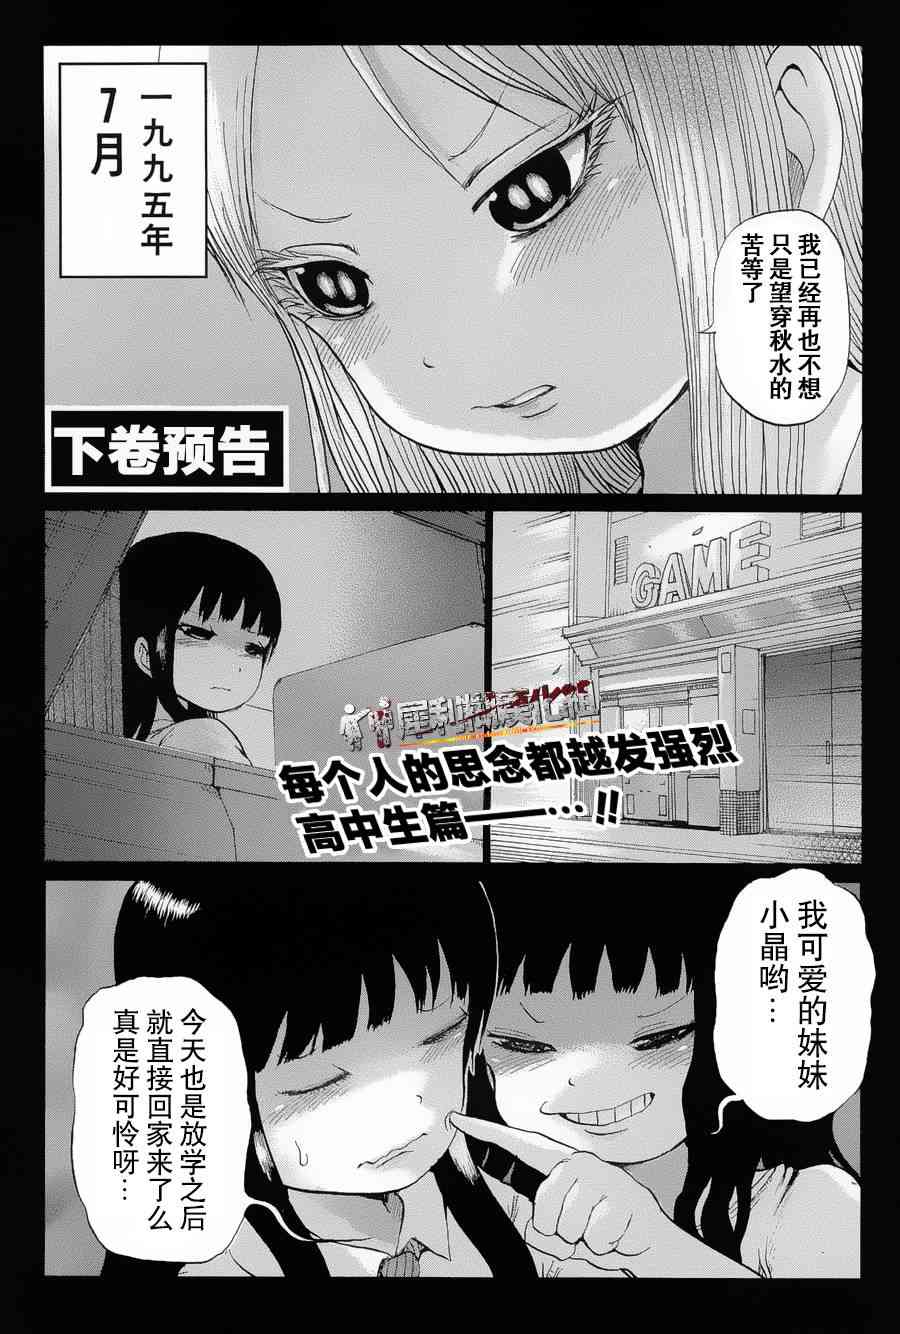 一九九五年
7月
我已经再也不想
只是望穿秋水的
苦等了
下卷预告
GAME
每个人的思念都越发强烈
高中生篇——…!!
我可爱的妹妹
小晶哟…
今天也是放学之后
就直接回家来了么
真是好可怜呀…